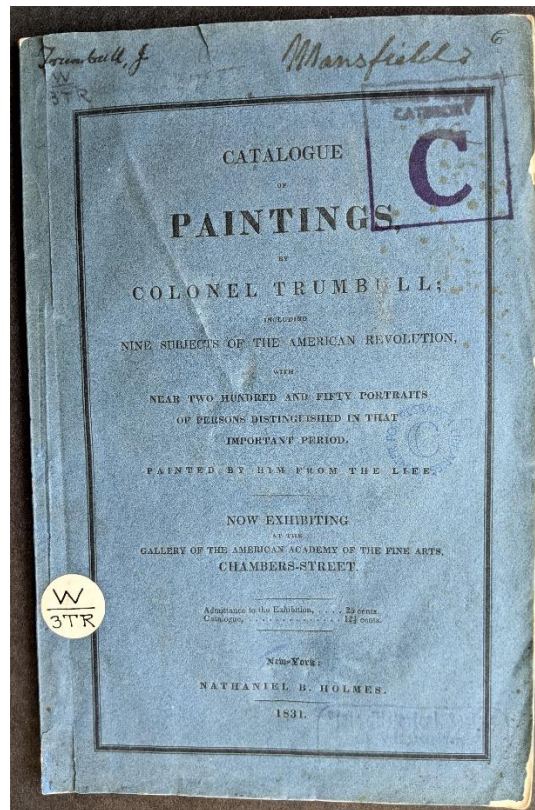 Trumbull, J.
Mansfield
6
W
3TR
C
CATALOGUE
OF
PAINTINGS,
BY
COLONEL TRUMBULL;
INCLUDING
NINE SUBJECTS OF THE AMERICAN REVOLUTION,
WITH
NEAR TWO HUNDRED AND FIFTY PORTRAITS
OF PERSONS DISTINGUISHED IN THAT
IMPORTANT PERIOD.
PAINTED BY HIM FROM THE LIFE.
NOW EXHIBITING
AT THE
GALLERY OF THE AMERICAN ACADEMY OF THE FINE ARTS,
CHAMBERS-STREET.
Admittance to the Exhibition, .... 25 cents.
Catalogue, .............. 12½ cents.
W
3TR
New-York:
NATHANIEL B. HOLMES.
1831.